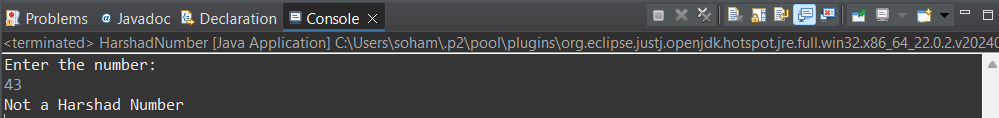 Problems Javadoc Declaration Console
<terminated> HarshadNumber [Java Application] C:\Users\soham\.p2\pool\plugins\org.eclipse.justj.openjdk.hotspot.jre.full.win32.x86_64_22.0.2.v20240
Enter the number:
43
Not a Harshad Number